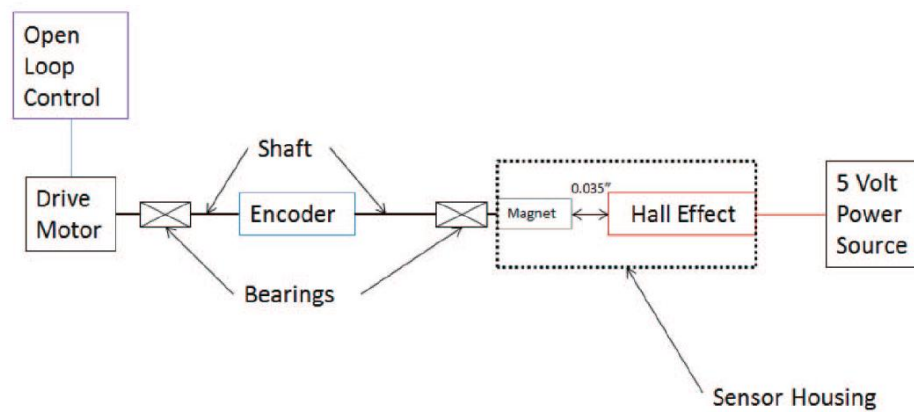 Open
Loop
Control
Shaft
Drive
Motor
Encoder
Magnet
0.035"
Hall Effect
5 Volt
Power
Source
Bearings
Sensor Housing